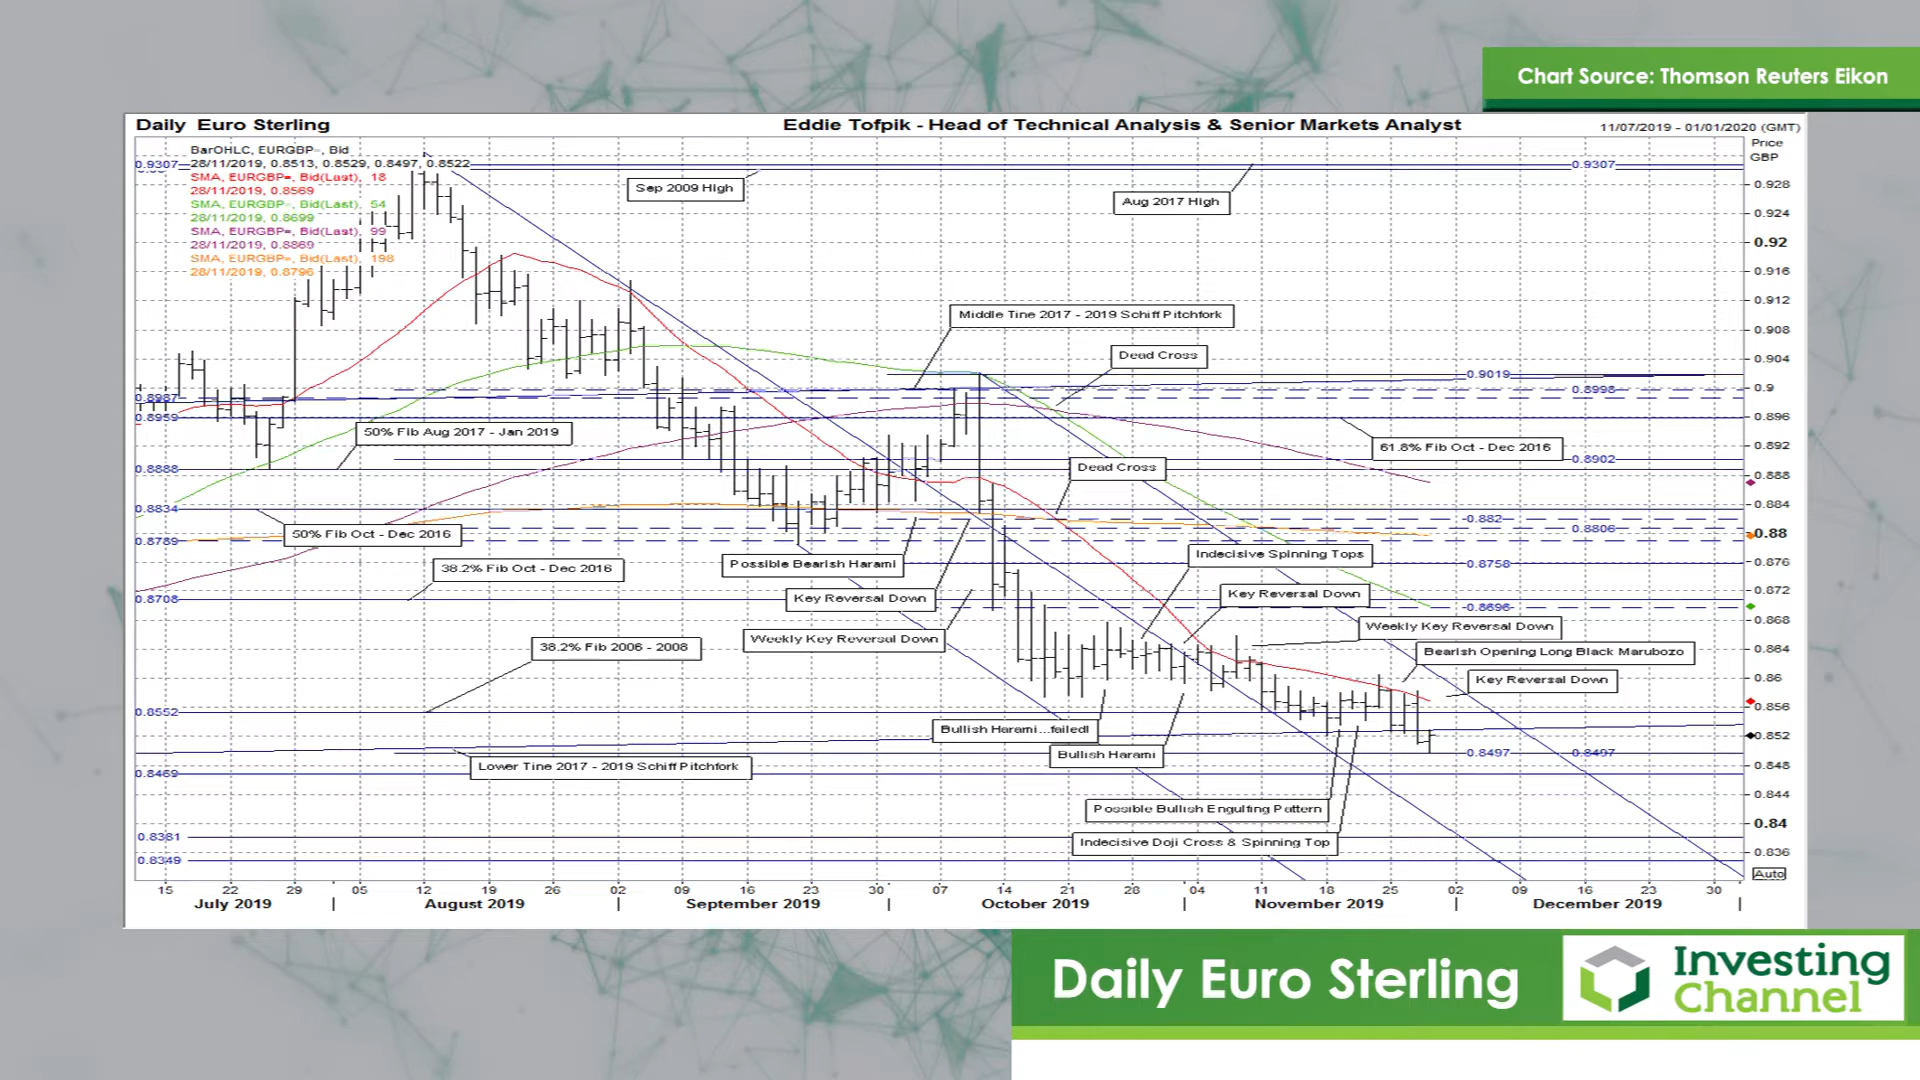 Chart Source: Thomson Reuters Eikon
Daily Euro Sterling
Eddie Tofpik - Head of Technical Analysis & Senior Markets Analyst
11/07/2019 - 01/01/2020 (GMT)
BarOHLC, EURGBP=, Bid
28/11/2019, 0.8513, 0.8529, 0.8497, 0.8522
SMA, EURGBP=, Bid(Last), 18
28/11/2019, 0.8569
SMA, EURGBP=, Bid(Last), 54
28/11/2019, 0.8699
SMA, EURGBP=, Bid(Last), 99
28/11/2019, 0.8869
SMA, EURGBP=, Bid(Last), 198
28/11/2019, 0.8796
Price
GBP
0.9307
0.9307
0.928
0.924
0.92
0.916
0.912
0.908
0.904
0.9
0.896
0.892
0.888
0.884
0.88
0.876
0.872
0.868
0.864
0.86
0.856
0.852
0.848
0.844
0.84
0.836
Auto
Sep 2009 High
Aug 2017 High
Middle Tine 2017 - 2019 Schiff Pitchfork
Dead Cross
0.9019
0.8998
0.8987
0.8959
50% Fib Aug 2017 - Jan 2019
61.8% Fib Oct - Dec 2016
0.8902
0.8888
Dead Cross
0.8834
0.882
0.8806
50% Fib Oct - Dec 2016
0.8789
Indecisive Spinning Tops
Possible Bearish Harami
0.8758
38.2% Fib Oct - Dec 2016
0.8708
Key Reversal Down
Key Reversal Down
0.8696
Weekly Key Reversal Down
Weekly Key Reversal Down
38.2% Fib 2006 - 2008
Bearish Opening Long Black Marubozo
Key Reversal Down
0.8552
Bullish Harami...failed!
Bullish Harami
0.8497
0.8497
Lower Tine 2017 - 2019 Schiff Pitchfork
0.8469
Possible Bullish Engulfing Pattern
0.8381
Indecisive Doji Cross & Spinning Top
0.8349
15 22 29 05 12 19 26 02 09 16 23 30 07 14 21 28 04 11 18 25 02 09 16 23 30
July 2019 August 2019 September 2019 October 2019 November 2019 December 2019
Daily Euro Sterling
Investing
Channel